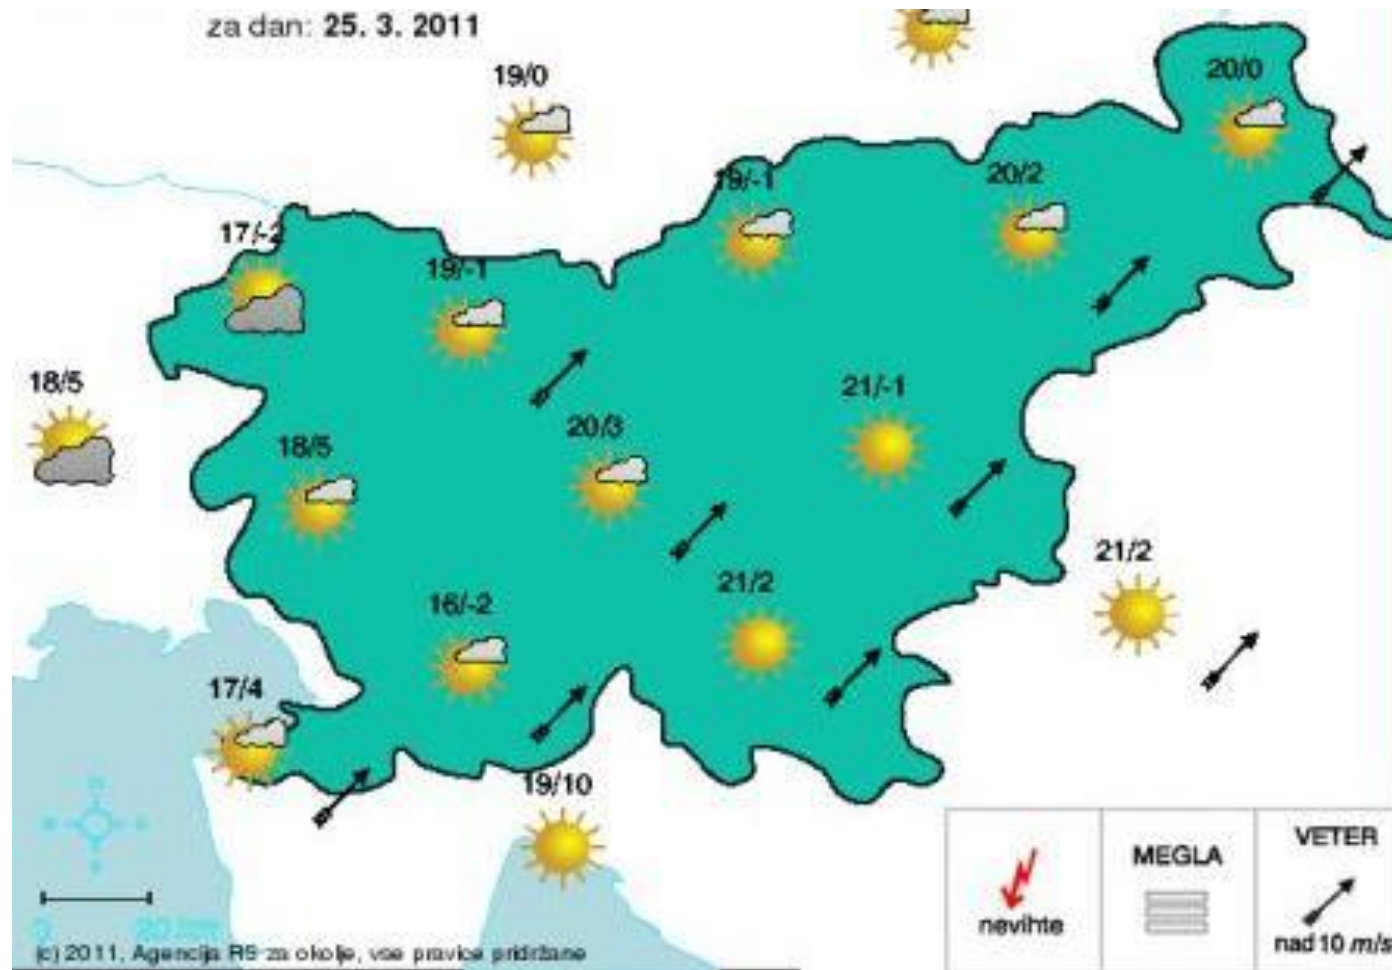 za dan: 25. 3. 2011
19/0
20/0
19/-1
20/2
17/-2
19/-1
18/5
21/-1
18/5
20/3
21/2
21/2
16/-2
17/4
19/10
nevihte
MEGLA
VETER
nad 10 m/s
(c) 2011, Agencija RS za okolje, vse pravice pridržane